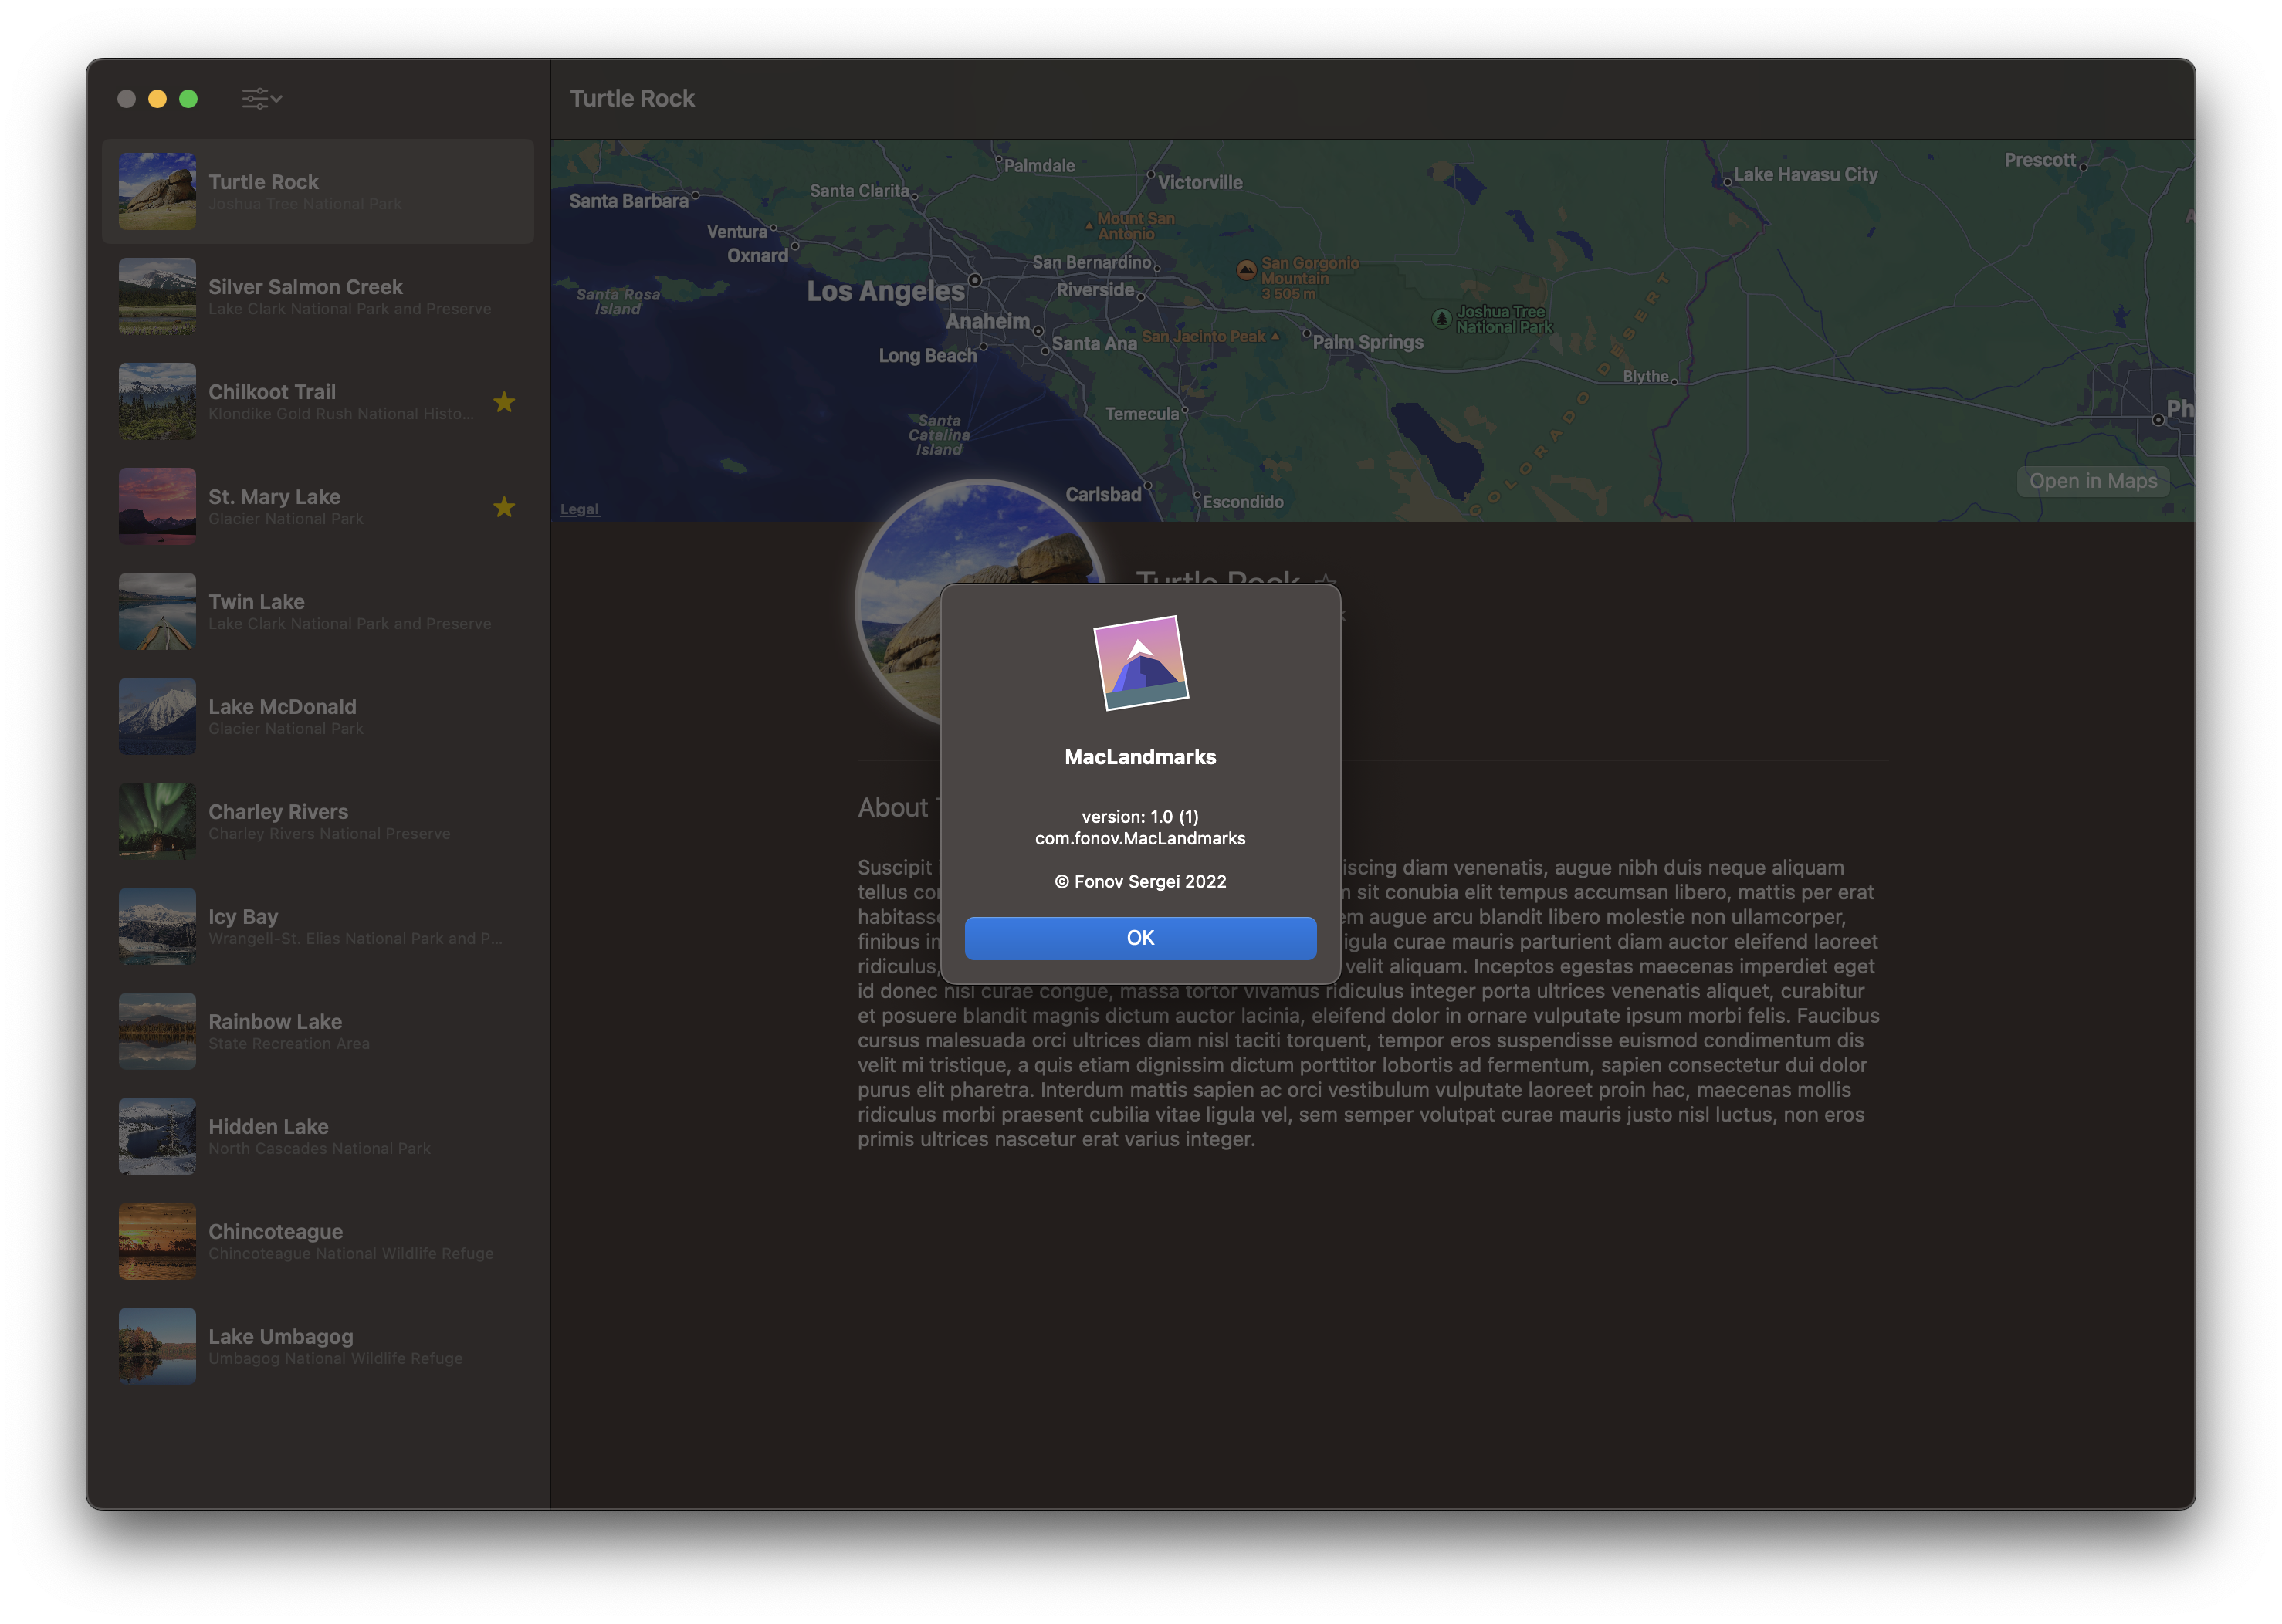 Turtle Rock
Turtle Rock
Joshua Tree National Park
Silver Salmon Creek
Lake Clark National Park and Preserve
Chilkoot Trail
Klondike Gold Rush National Histo...
St. Mary Lake
Glacier National Park
Twin Lake
Lake Clark National Park and Preserve
Lake McDonald
Glacier National Park
Charley Rivers
Charley Rivers National Preserve
Icy Bay
Wrangell-St. Elias National Park and P...
Rainbow Lake
State Recreation Area
Hidden Lake
North Cascades National Park
Chincoteague
Chincoteague National Wildlife Refuge
Lake Umbagog
Umbagog National Wildlife Refuge
Palmdale
Santa Clarita
Victorville
Lake Havasu City
Prescott
Santa Barbara
Ventura
Oxnard
Mount San
Antonio
San Bernardino
San Gorgonio
Mountain
3 505 m
Santa Rosa
Island
Los Angeles
Riverside
Anaheim
Joshua Tree
National Park
Santa Ana
San Jacinto Peak
Palm Springs
Long Beach
COLORADO DESERT
Blythe
Santa
Catalina
Island
Temecula
Ph
Carlsbad
Escondido
Open in Maps
Legal
Turtle Rock
MacLandmarks
version: 1.0 (1)
com.fonov.MacLandmarks
© Fonov Sergei 2022
OK
About
Suscipit iscing diam venenatis, augue nibh duis neque aliquam
tellus sit conubia elit tempus accumsan libero, mattis per erat
augue arcu blandit libero molestie non ullamcorper,
finibus curae mauris parturient diam auctor eleifend laoreet
ridiculus, velit aliquam. Inceptos egestas maecenas imperdiet eget
id donec nisl curae congue, massa tortor vivamus ridiculus integer porta ultrices venenatis aliquet, curabitur
et posuere blandit magnis dictum auctor lacinia, eleifend dolor in ornare vulputate ipsum morbi felis. Faucibus
cursus malesuada orci ultrices diam nisl taciti torquent, tempor eros suspendisse euismod condimentum dis
velit mi tristique, a quis etiam dignissim dictum porttitor lobortis ad fermentum, sapien consectetur dui dolor
purus elit pharetra. Interdum mattis sapien ac orci vestibulum vulputate laoreet proin hac, maecenas mollis
ridiculus morbi praesent cubilia vitae ligula vel, sem semper volutpat curae mauris justo nisl luctus, non eros
primis ultrices nascetur erat varius integer.